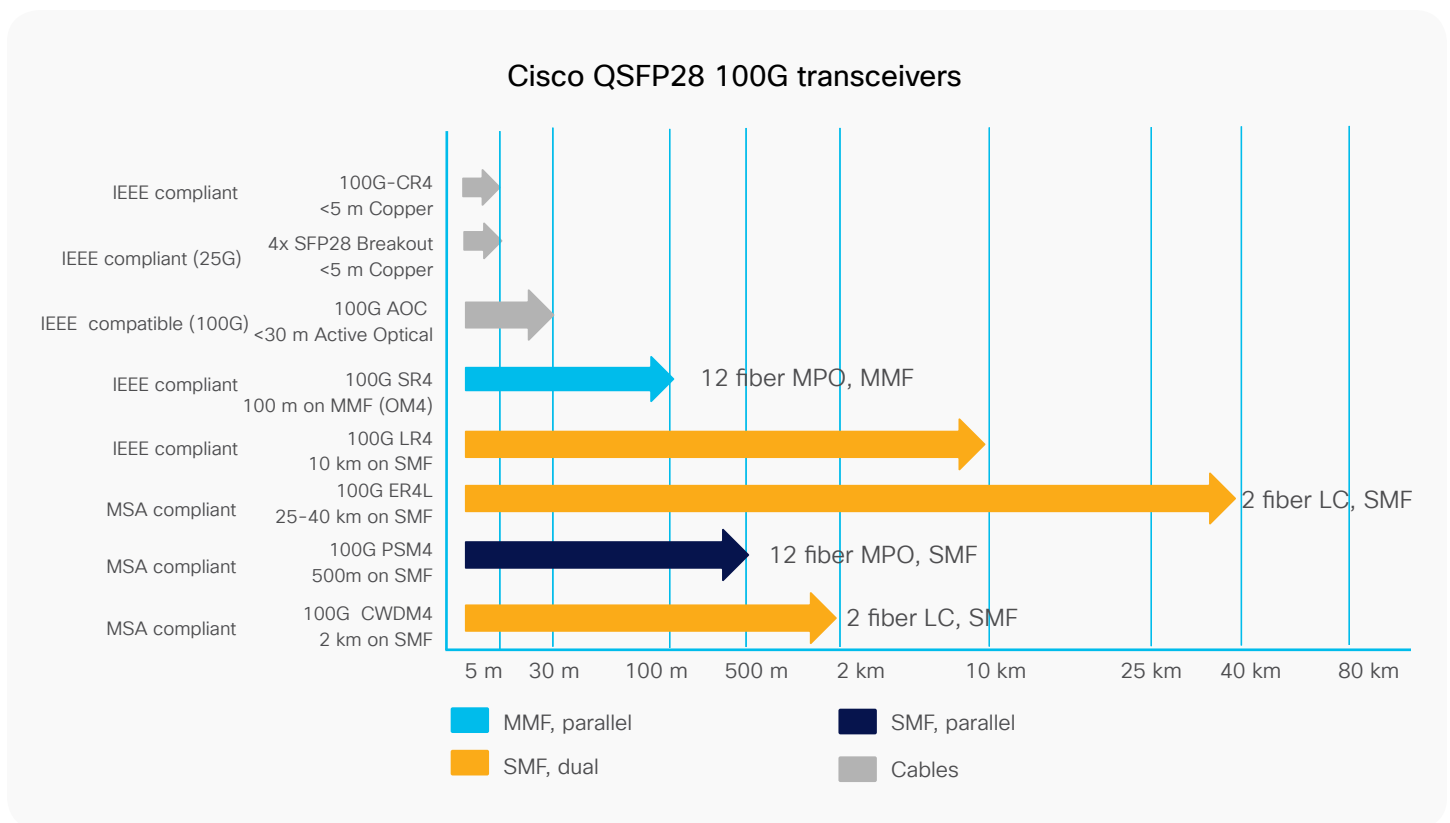 Cisco QSFP28 100G transceivers
IEEE compliant
100G-CR4
<5 m Copper
IEEE compliant (25G)
4x SFP28 Breakout
<5 m Copper
IEEE  compatible (100G)
100G AOC
<30 m Active Optical
IEEE compliant
100G SR4
100 m on MMF (OM4)
12 fiber MPO, MMF
IEEE compliant
100G LR4
10 km on SMF
MSA compliant
100G ER4L
25-40 km on SMF
2 fiber LC, SMF
MSA compliant
100G PSM4
500m on SMF
12 fiber MPO, SMF
MSA compliant
100G  CWDM4
2 km on SMF
2 fiber LC, SMF
5 m 30 m 100 m 500 m 2 km 10 km 25 km 40 km 80 km
MMF, parallel
SMF, parallel
SMF, dual
Cables